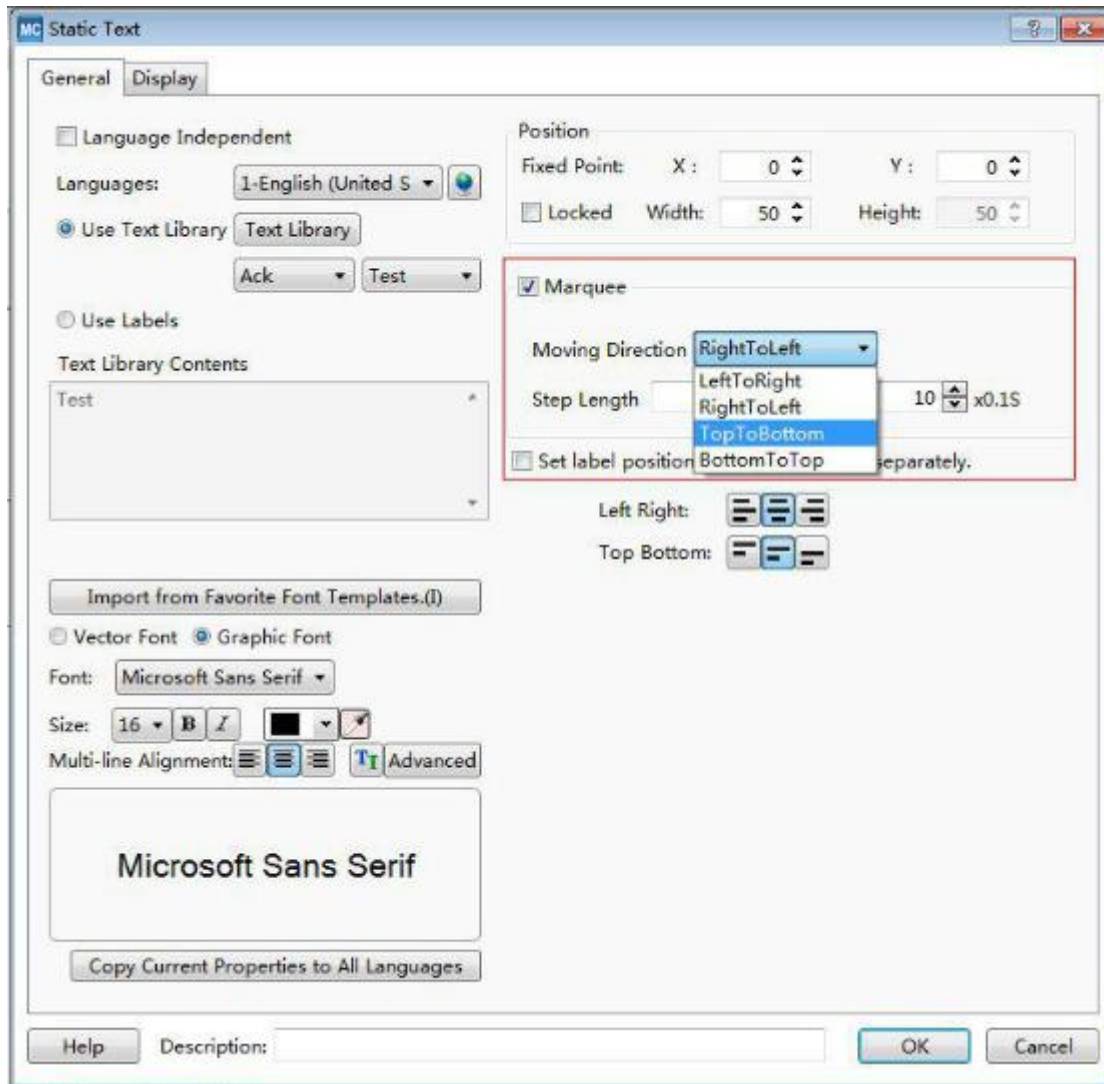 MC Static Text
General Display
Language Independent
Languages: 1-English (United S
Use Text Library Text Library
Ack Test
Use Labels
Text Library Contents
Test
Import from Favorite Font Templates.(I)
Vector Font Graphic Font
Font: Microsoft Sans Serif
Size: 16 B I
Multi-line Alignment: TI Advanced
Microsoft Sans Serif
Copy Current Properties to All Languages
Position
Fixed Point: X : 0 Y : 0
Locked Width: 50 Height: 50
Marquee
Moving Direction RightToLeft
LeftToRight
RightToLeft
TopToBottom
BottomToTop
Step Length 10 x0.1S
Set label position separately.
Left Right:
Top Bottom:
Help Description: OK Cancel